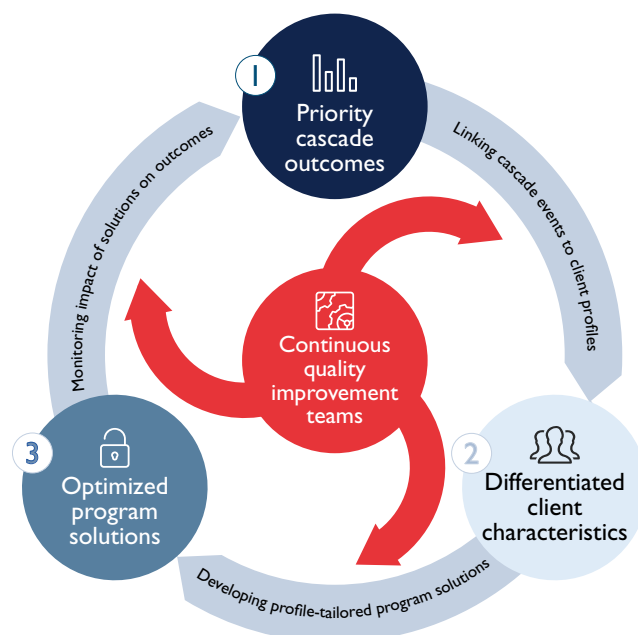 1
Priority
cascade
outcomes
Linking cascade events to client profiles
2
Differentiated
client
characteristics
Developing profile-tailored program solutions
3
Optimized
program
solutions
Monitoring impact of solutions on outcomes
Continuous
quality
improvement
teams